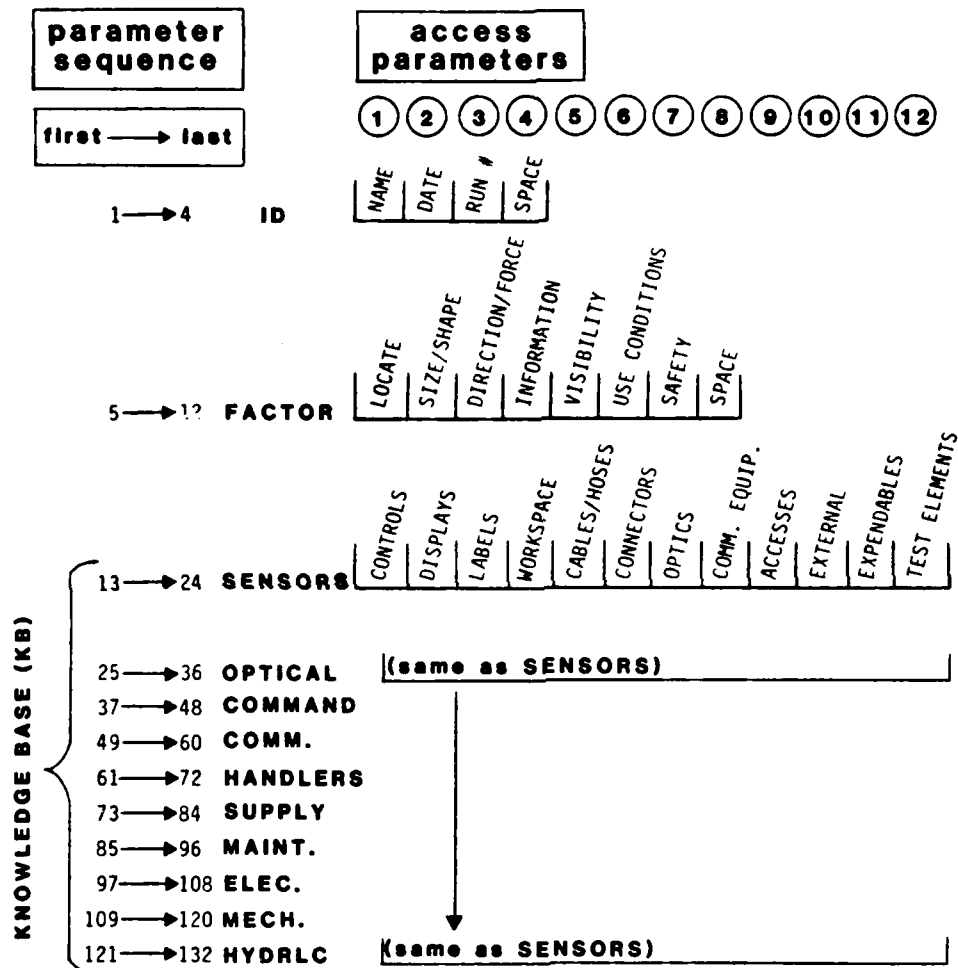 parameter
sequence
access
parameters
first → last
1 2 3 4 5 6 7 8 9 10 11 12
1→4 ID
NAME
DATE
RUN #
SPACE
5→12 FACTOR
LOCATE
SIZE/SHAPE
DIRECTION/FORCE
INFORMATION
VISIBILITY
USE CONDITIONS
SAFETY
SPACE
KNOWLEDGE BASE (KB)
13→24 SENSORS
CONTROLS
DISPLAYS
LABELS
WORKSPACE
CABLES/HOSES
CONNECTORS
OPTICS
COMM. EQUIP.
ACCESSES
EXTERNAL
EXPENDABLES
TEST ELEMENTS
25→36 OPTICAL (same as SENSORS)
37→48 COMMAND
49→60 COMM.
61→72 HANDLERS
73→84 SUPPLY
85→96 MAINT.
97→108 ELEC.
109→120 MECH.
121→132 HYDRLC (same as SENSORS)